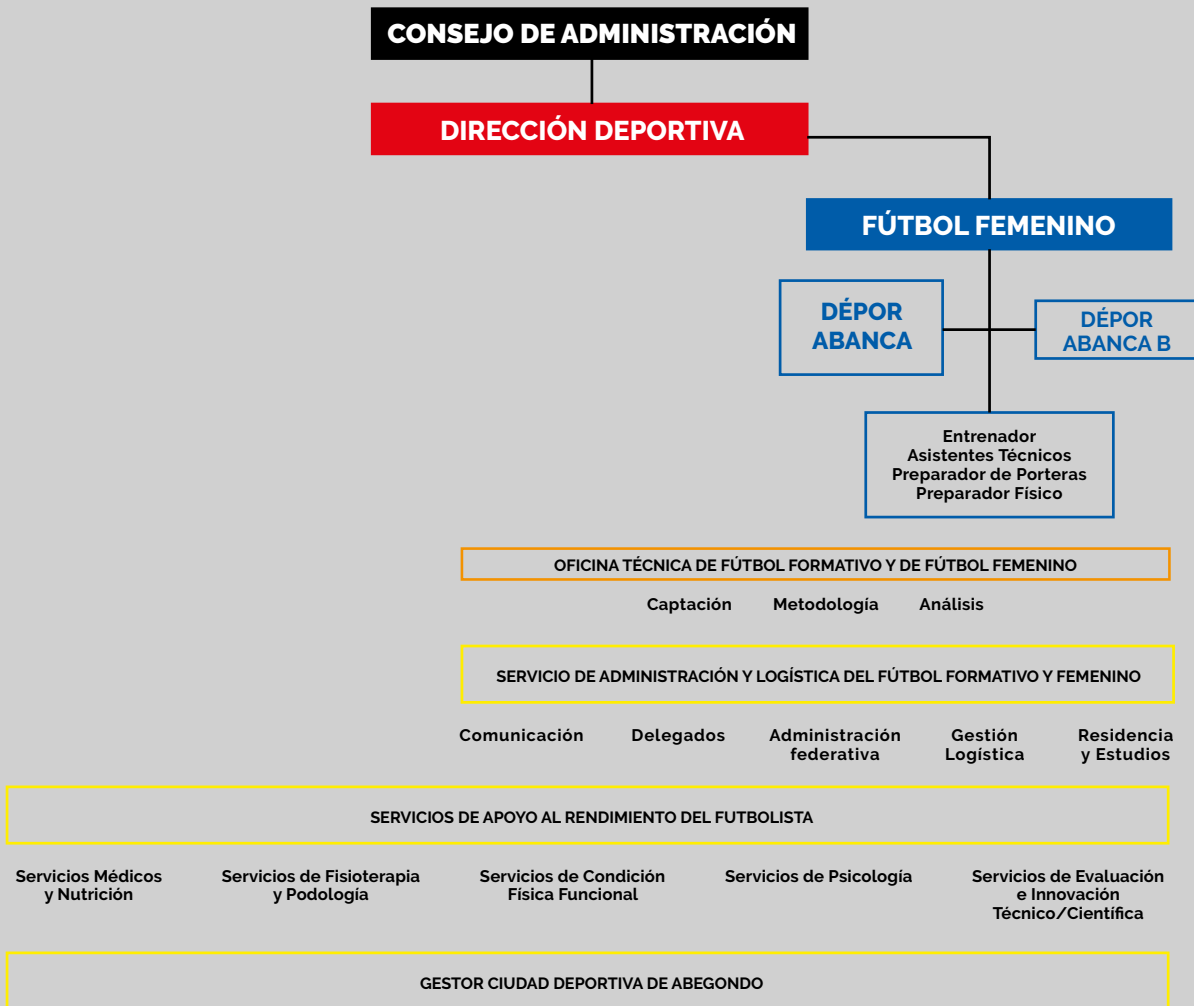 CONSEJO DE ADMINISTRACIÓN
DIRECCIÓN DEPORTIVA
FÚTBOL FEMENINO
DÉPOR
ABANCA
DÉPOR
ABANCA B
Entrenador
Asistentes Técnicos
Preparador de Porteras
Preparador Físico
OFICINA TÉCNICA DE FÚTBOL FORMATIVO Y DE FÚTBOL FEMENINO
Captación Metodología Análisis
SERVICIO DE ADMINISTRACIÓN Y LOGÍSTICA DEL FÚTBOL FORMATIVO Y FEMENINO
Comunicación
Delegados
Administración
federativa
Gestión
Logística
Residencia
y Estudios
SERVICIOS DE APOYO AL RENDIMIENTO DEL FUTBOLISTA
Servicios Médicos
y Nutrición
Servicios de Fisioterapia
y Podología
Servicios de Condición
Física Funcional
Servicios de Psicología
Servicios de Evaluación
e Innovación
Técnico/Científica
GESTOR CIUDAD DEPORTIVA DE ABEGONDO